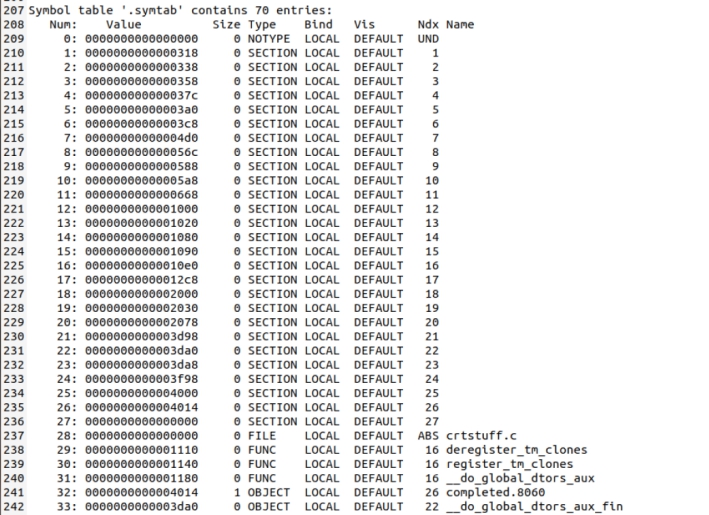 207 Symbol table '.symtab' contains 70 entries:
208    Num:    Value          Size Type    Bind   Vis      Ndx Name
209      0: 0000000000000000     0 NOTYPE  LOCAL  DEFAULT  UND
210      1: 0000000000000318     0 SECTION LOCAL  DEFAULT    1
211      2: 0000000000000338     0 SECTION LOCAL  DEFAULT    2
212      3: 0000000000000358     0 SECTION LOCAL  DEFAULT    3
213      4: 000000000000037c     0 SECTION LOCAL  DEFAULT    4
214      5: 00000000000003a0     0 SECTION LOCAL  DEFAULT    5
215      6: 00000000000003c8     0 SECTION LOCAL  DEFAULT    6
216      7: 00000000000004d0     0 SECTION LOCAL  DEFAULT    7
217      8: 000000000000056c     0 SECTION LOCAL  DEFAULT    8
218      9: 0000000000000588     0 SECTION LOCAL  DEFAULT    9
219     10: 00000000000005a8     0 SECTION LOCAL  DEFAULT   10
220     11: 0000000000000668     0 SECTION LOCAL  DEFAULT   11
221     12: 0000000000001000     0 SECTION LOCAL  DEFAULT   12
222     13: 0000000000001020     0 SECTION LOCAL  DEFAULT   13
223     14: 0000000000001080     0 SECTION LOCAL  DEFAULT   14
224     15: 0000000000001090     0 SECTION LOCAL  DEFAULT   15
225     16: 00000000000010e0     0 SECTION LOCAL  DEFAULT   16
226     17: 00000000000012c8     0 SECTION LOCAL  DEFAULT   17
227     18: 0000000000002000     0 SECTION LOCAL  DEFAULT   18
228     19: 0000000000002030     0 SECTION LOCAL  DEFAULT   19
229     20: 0000000000002078     0 SECTION LOCAL  DEFAULT   20
230     21: 0000000000003d98     0 SECTION LOCAL  DEFAULT   21
231     22: 0000000000003da0     0 SECTION LOCAL  DEFAULT   22
232     23: 0000000000003da8     0 SECTION LOCAL  DEFAULT   23
233     24: 0000000000003f98     0 SECTION LOCAL  DEFAULT   24
234     25: 0000000000004000     0 SECTION LOCAL  DEFAULT   25
235     26: 0000000000004014     0 SECTION LOCAL  DEFAULT   26
236     27: 0000000000000000     0 SECTION LOCAL  DEFAULT   27
237     28: 0000000000000000     0 FILE    LOCAL  DEFAULT  ABS crtstuff.c
238     29: 0000000000001110     0 FUNC    LOCAL  DEFAULT   16 deregister_tm_clones
239     30: 0000000000001140     0 FUNC    LOCAL  DEFAULT   16 register_tm_clones
240     31: 0000000000001180     0 FUNC    LOCAL  DEFAULT   16 __do_global_dtors_aux
241     32: 0000000000004014     1 OBJECT  LOCAL  DEFAULT   26 completed.8060
242     33: 0000000000003da0     0 OBJECT  LOCAL  DEFAULT   22 __do_global_dtors_aux_fin